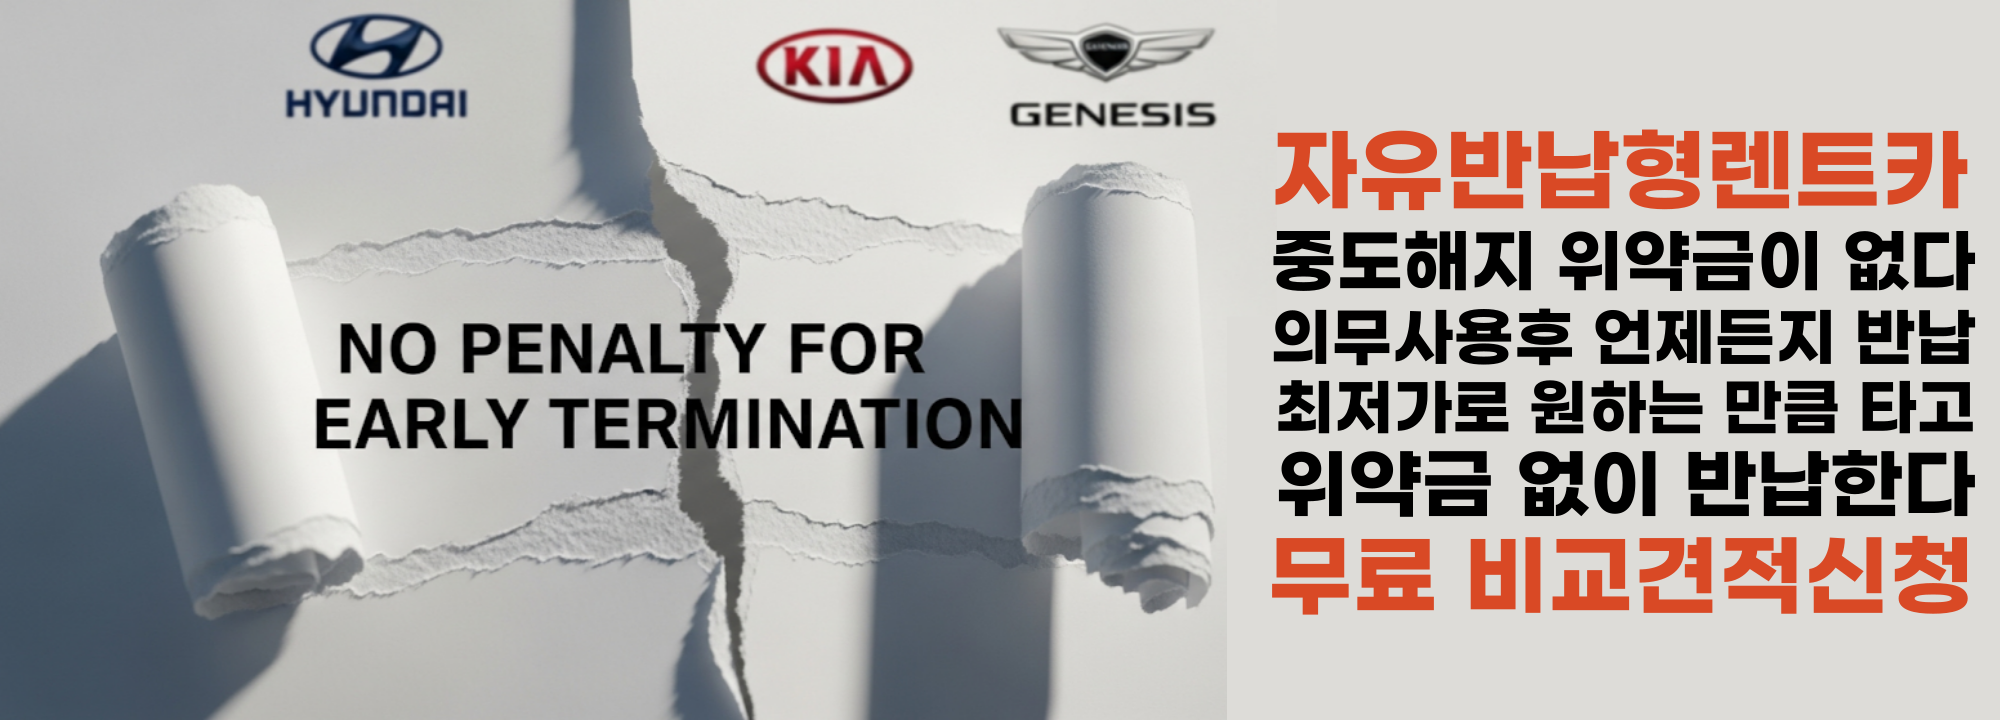 HYUNDAI
KIA
GENESIS
NO PENALTY FOR
EARLY TERMINATION
자유반납형렌트카
중도해지 위약금이 없다
의무사용후 언제든지 반납
최저가로 원하는 만큼 타고
위약금 없이 반납한다
무료 비교견적신청